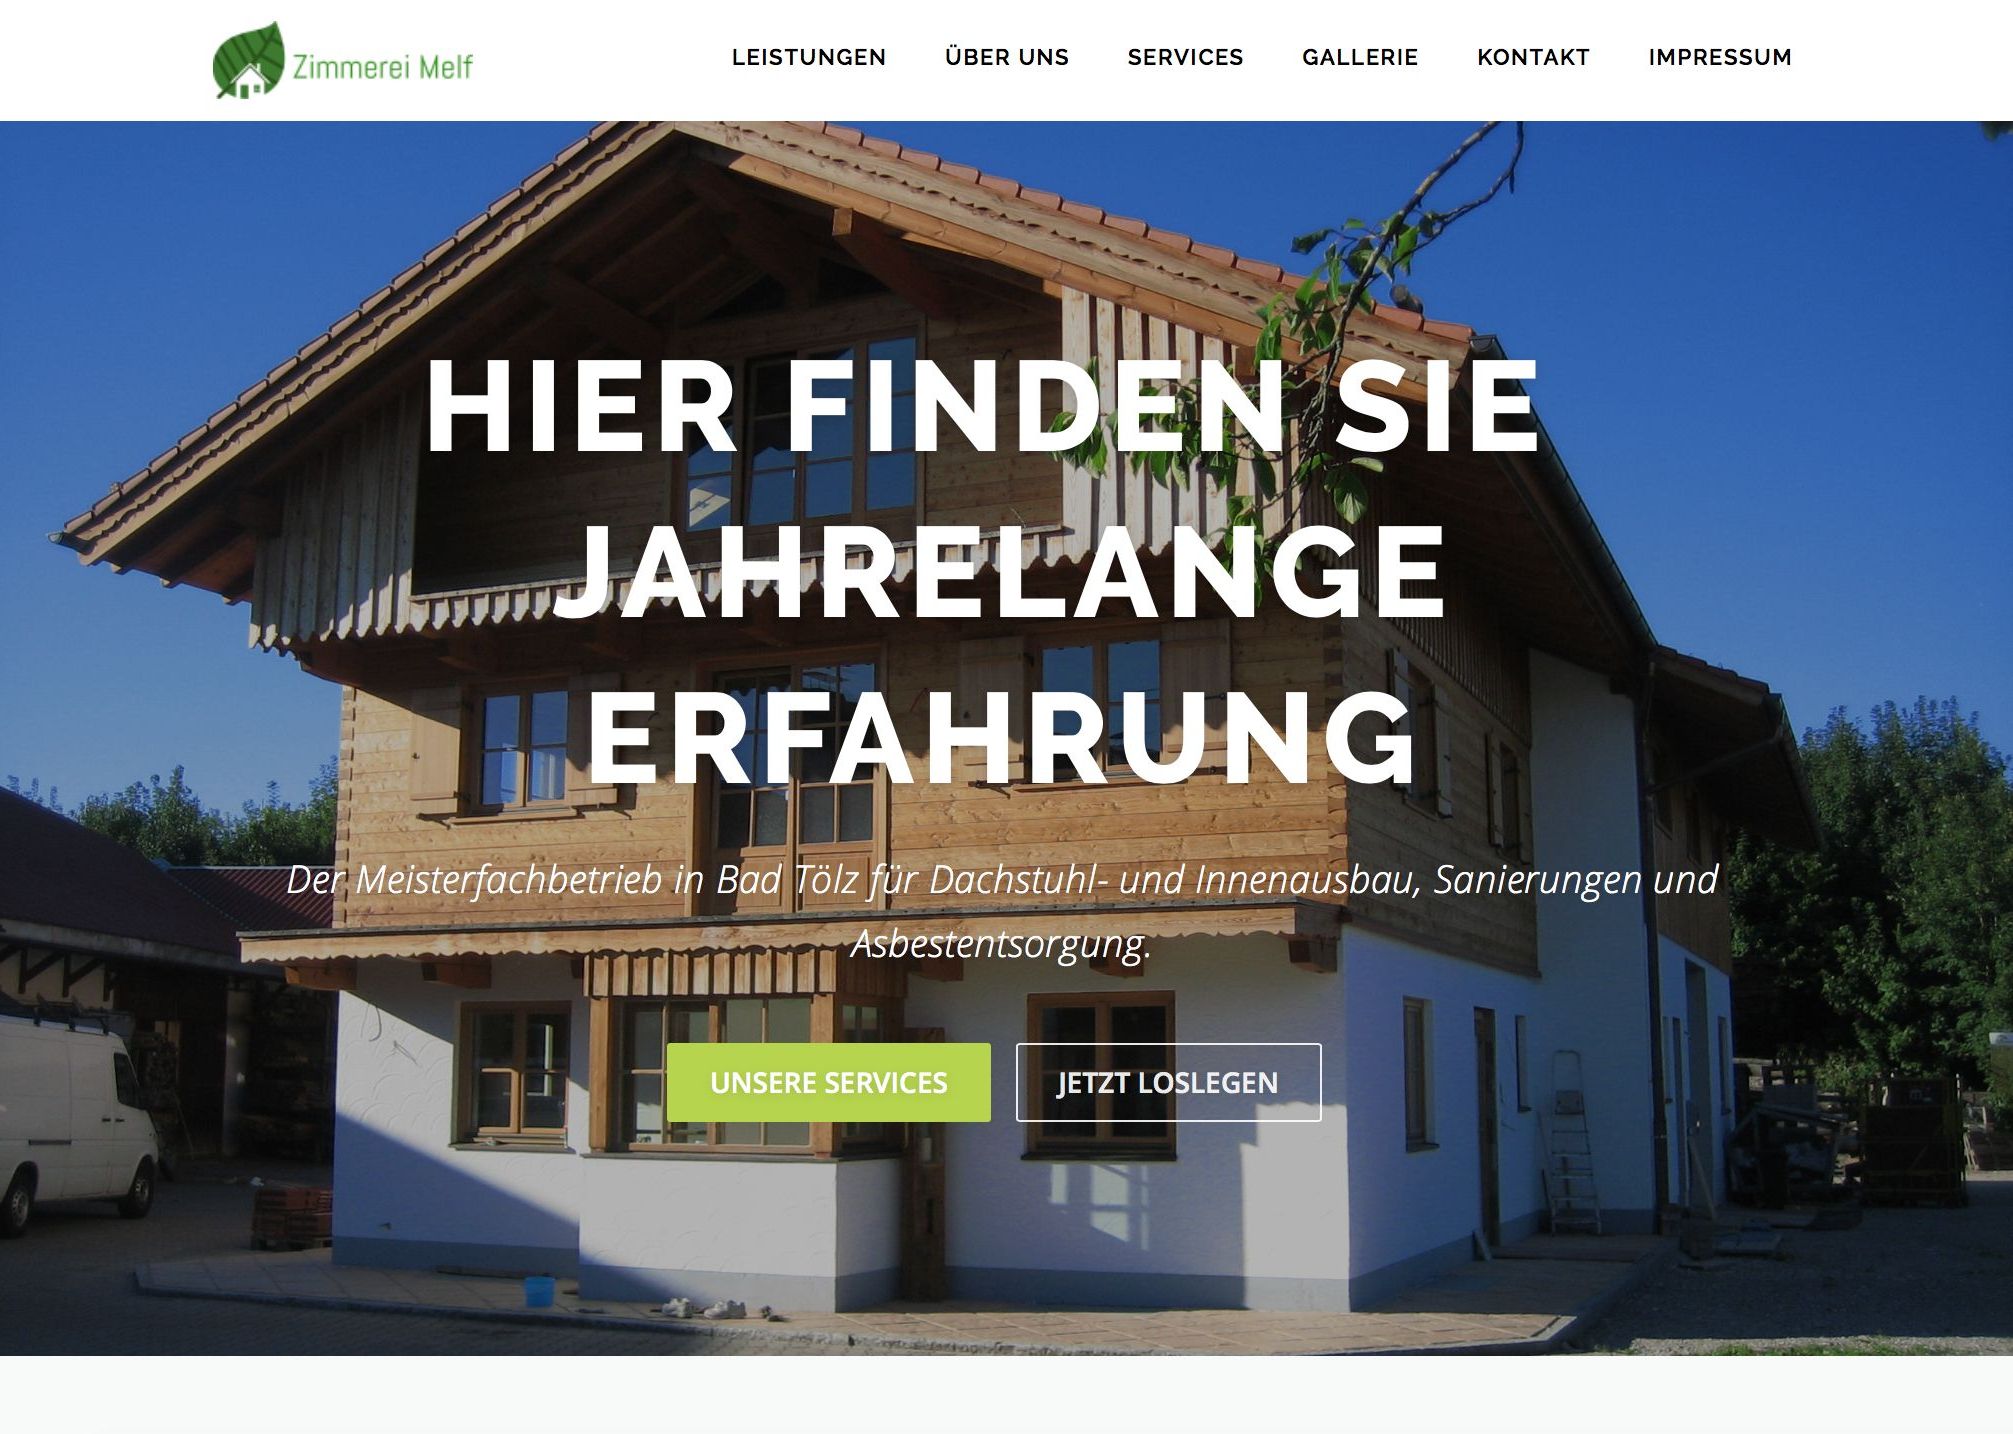 Zimmerei Melf
LEISTUNGEN
ÜBER UNS
SERVICES
GALLERIE
KONTAKT
IMPRESSUM
HIER FINDEN SIE
JAHRELANGE
ERFAHRUNG
Der Meisterfachbetrieb in Bad Tölz für Dachstuhl- und Innenausbau, Sanierungen und
Asbestentsorgung.
UNSERE SERVICES
JETZT LOSLEGEN